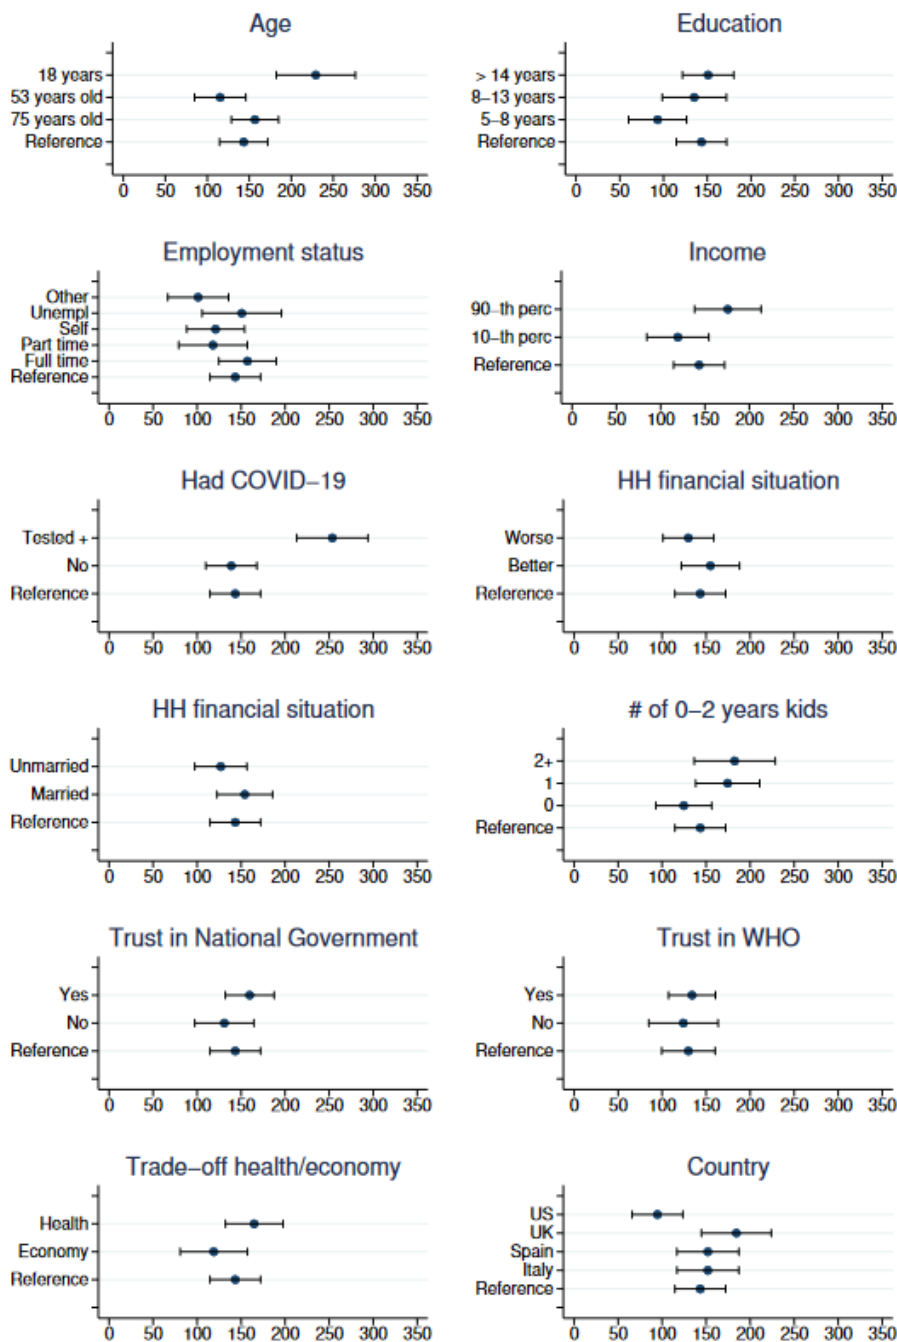 Age
18 years
53 years old
75 years old
Reference
0 50 100 150 200 250 300 350
Education
> 14 years
8–13 years
5–8 years
Reference
0 50 100 150 200 250 300 350
Employment status
Other
Unempl
Self
Part time
Full time
Reference
0 50 100 150 200 250 300 350
Income
90–th perc
10–th perc
Reference
0 50 100 150 200 250 300 350
Had COVID–19
Tested +
No
Reference
0 50 100 150 200 250 300 350
HH financial situation
Worse
Better
Reference
0 50 100 150 200 250 300 350
HH financial situation
Unmarried
Married
Reference
0 50 100 150 200 250 300 350
# of 0–2 years kids
2+
1
0
Reference
0 50 100 150 200 250 300 350
Trust in National Government
Yes
No
Reference
0 50 100 150 200 250 300 350
Trust in WHO
Yes
No
Reference
0 50 100 150 200 250 300 350
Trade–off health/economy
Health
Economy
Reference
0 50 100 150 200 250 300 350
Country
US
UK
Spain
Italy
Reference
0 50 100 150 200 250 300 350